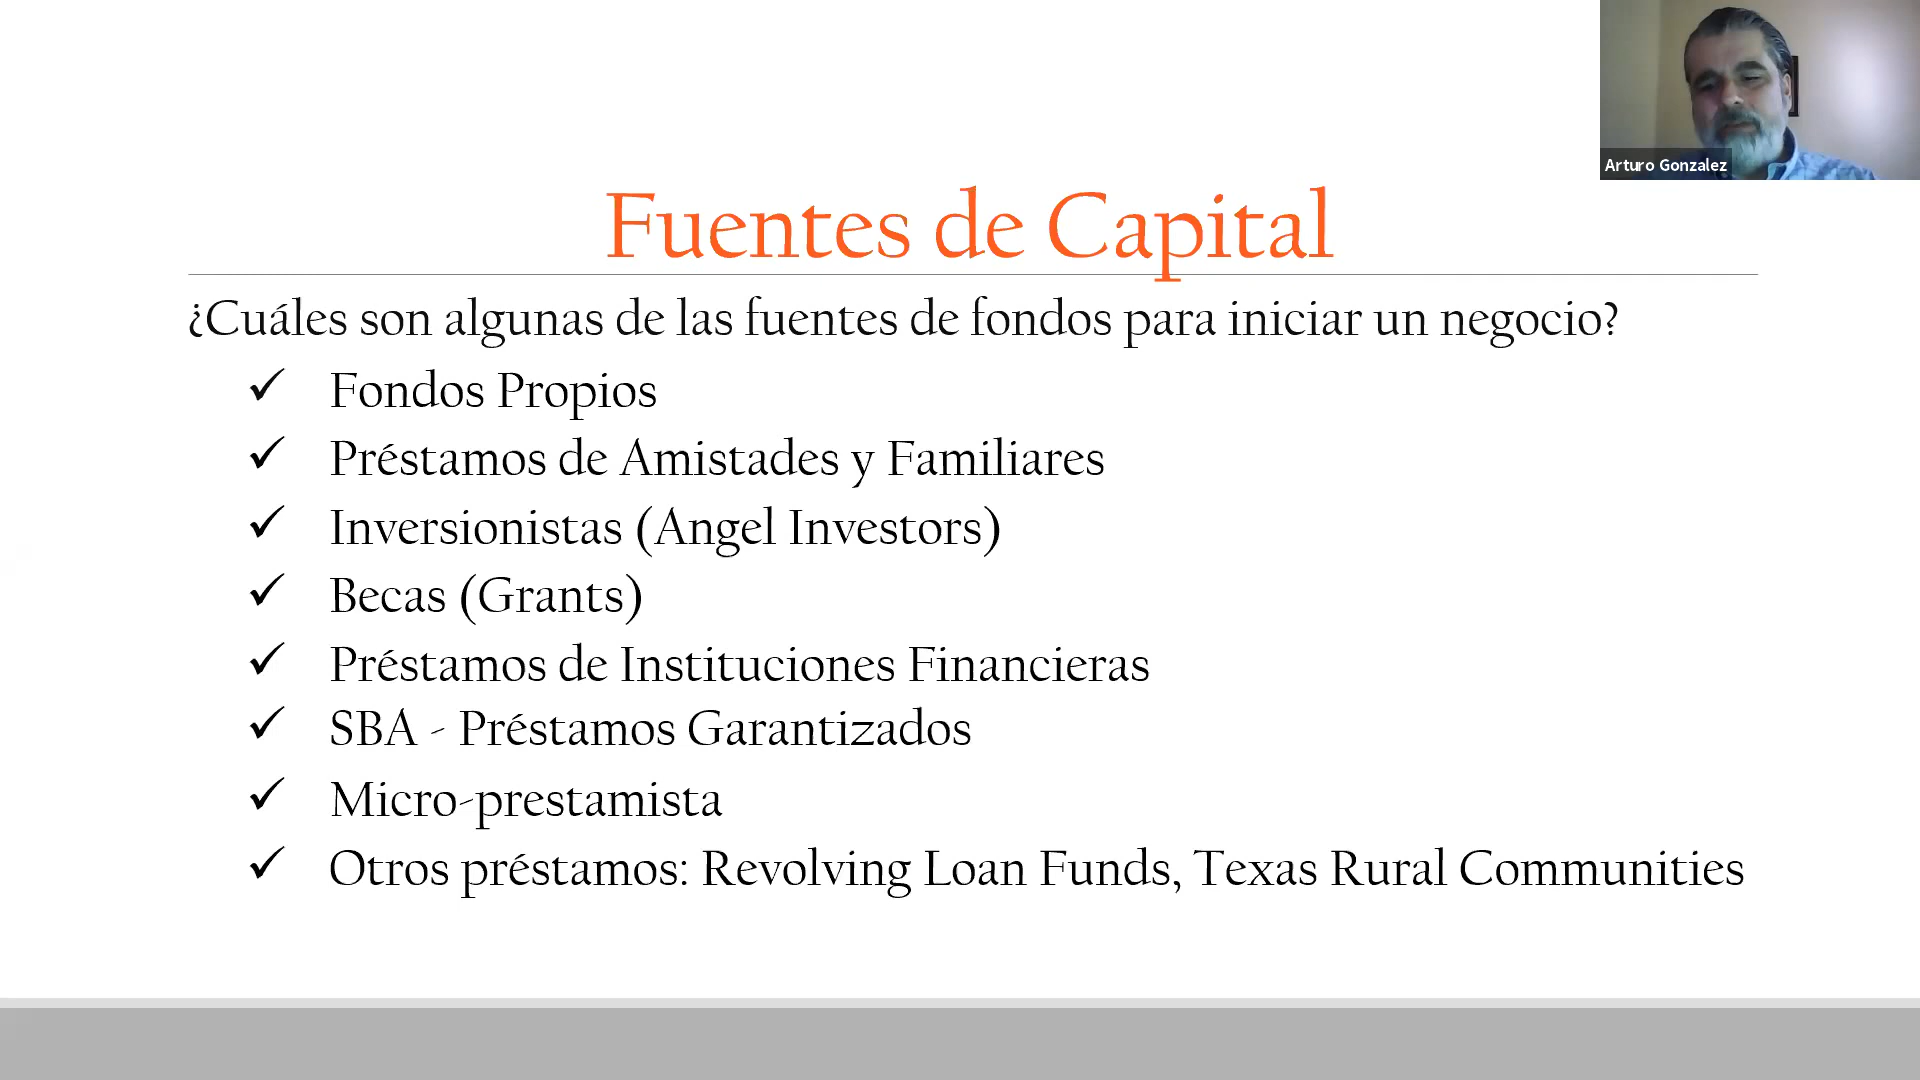 Arturo Gonzalez
Fuentes de Capital
¿Cuáles son algunas de las fuentes de fondos para iniciar un negocio?
✓ Fondos Propios
✓ Préstamos de Amistades y Familiares
✓ Inversionistas (Angel Investors)
✓ Becas (Grants)
✓ Préstamos de Instituciones Financieras
✓ SBA - Préstamos Garantizados
✓ Micro-prestamista
✓ Otros préstamos: Revolving Loan Funds, Texas Rural Communities